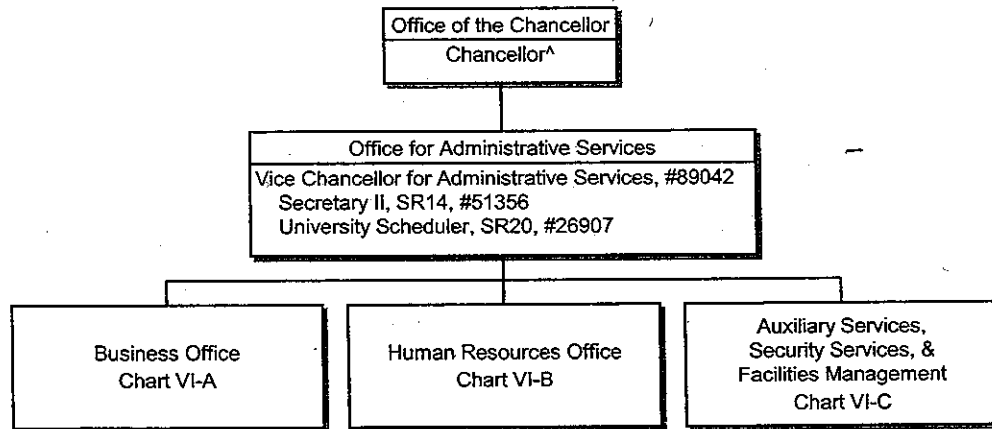 Office of the Chancellor
Chancellor^
Office for Administrative Services
Vice Chancellor for Administrative Services, #89042
Secretary II, SR14, #51356
University Scheduler, SR20, #26907
Business Office
Chart VI-A
Human Resources Office
Chart VI-B
Auxiliary Services,
Security Services, &
Facilities Management
Chart VI-C